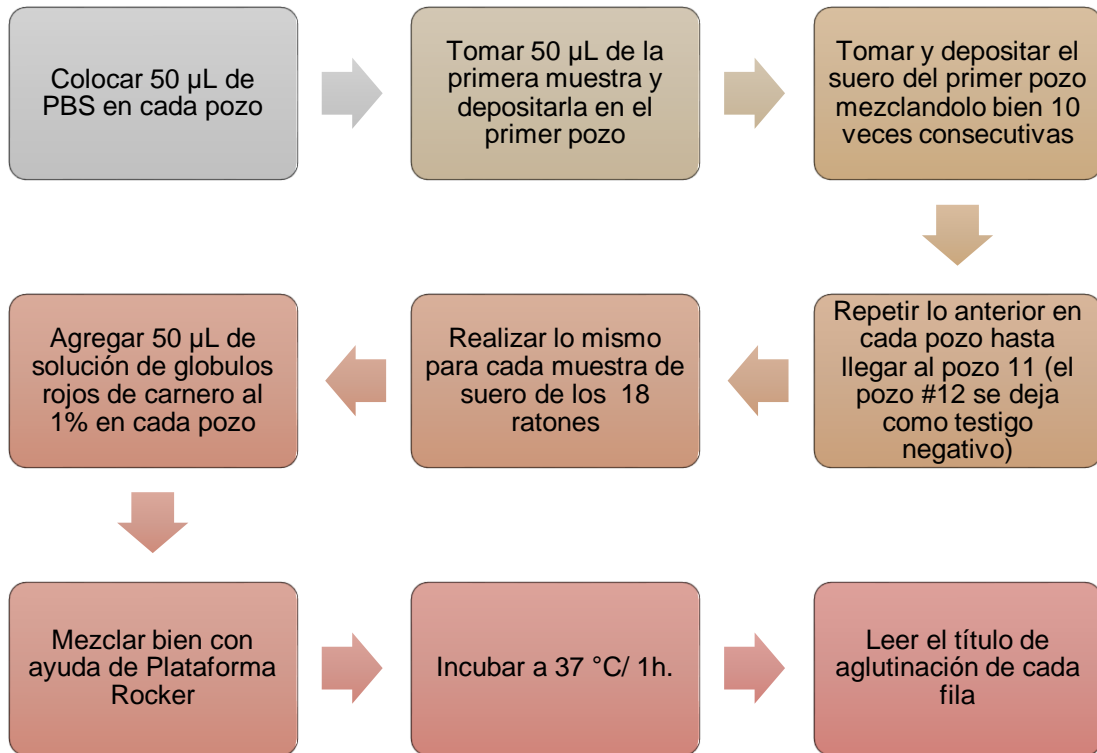 Colocar 50 µL de
PBS en cada pozo
Tomar 50 µL de la
primera muestra y
depositarla en el
primer pozo
Tomar y depositar el
suero del primer pozo
mezclandolo bien 10
veces consecutivas
Repetir lo anterior en
cada pozo hasta
llegar al pozo 11 (el
pozo #12 se deja
como testigo
negativo)
Realizar lo mismo
para cada muestra de
suero de los 18
ratones
Agregar 50 µL de
solución de globulos
rojos de carnero al
1% en cada pozo
Mezclar bien con
ayuda de Plataforma
Rocker
Incubar a 37 °C/ 1h.
Leer el título de
aglutinación de cada
fila